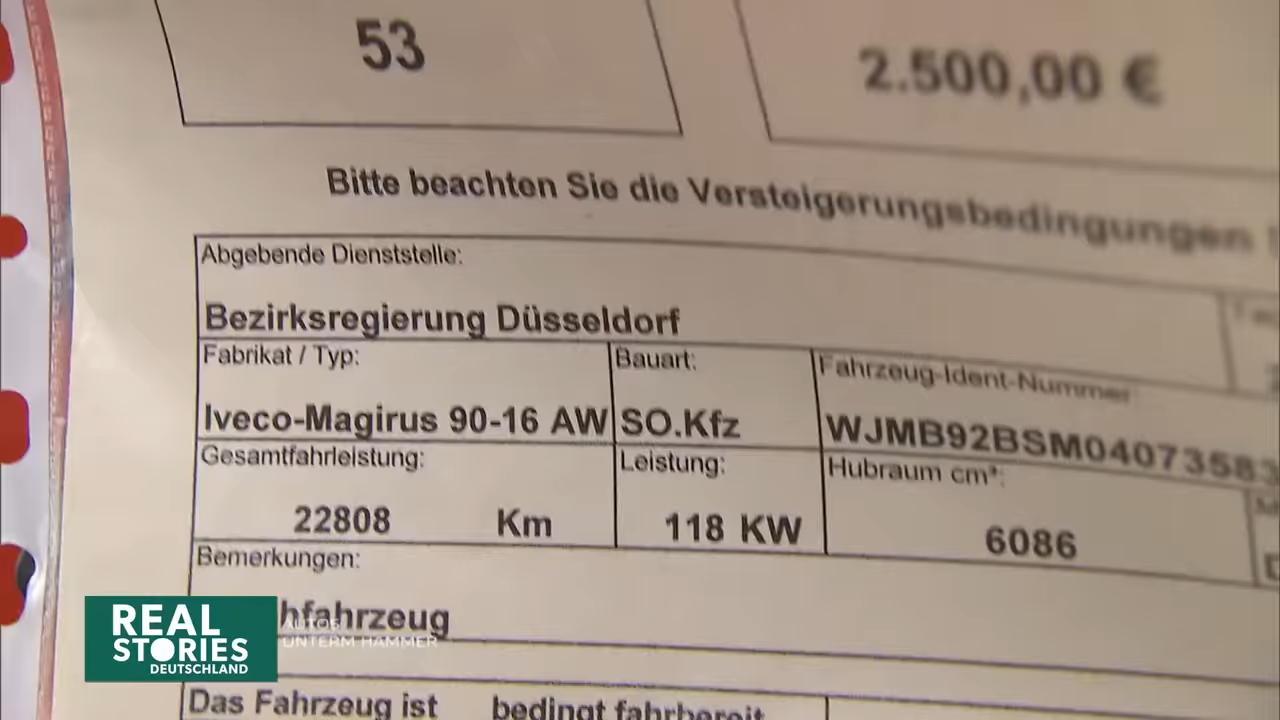 53
2.500,00 €
Bitte beachten Sie die Versteigerungsbedingungen
Abgebende Dienststelle:
Bezirksregierung Düsseldorf
Fabrikat / Typ: Bauart: Fahrzeug-Ident-Nummer:
Iveco-Magirus 90-16 AW SO.Kfz WJMB92BSM04073583
Gesamtfahrleistung: Leistung: Hubraum cm³:
22808 Km 118 KW 6086
Bemerkungen:
hfahrzeug
Das Fahrzeug ist bedingt fahrbereit
REAL
STORIES
DEUTSCHLAND
AUTOS
UNTERM HAMMER